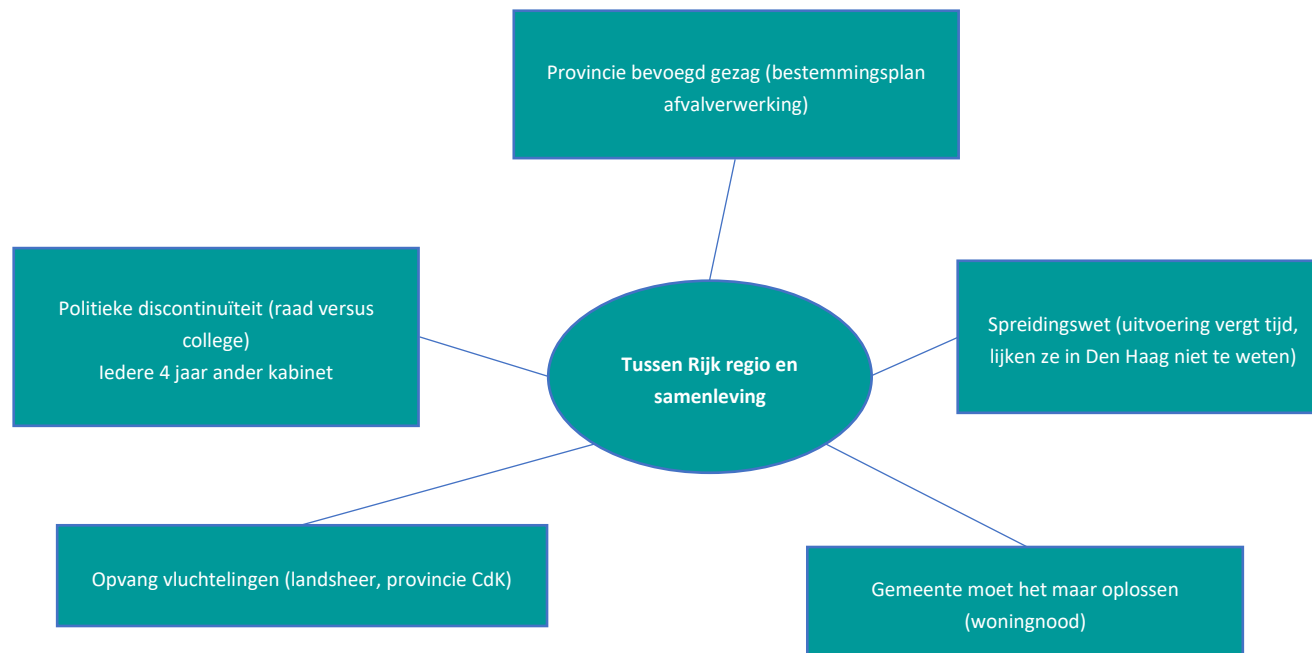 Provincie bevoegd gezag (bestemmingsplan
afvalverwerking)
Politieke discontinuïteit (raad versus
college)
Iedere 4 jaar ander kabinet
Spreidingswet (uitvoering vergt tijd,
lijken ze in Den Haag niet te weten)
Tussen Rijk regio en
samenleving
Opvang vluchtelingen (landsheer, provincie CdK)
Gemeente moet het maar oplossen
(woningnood)